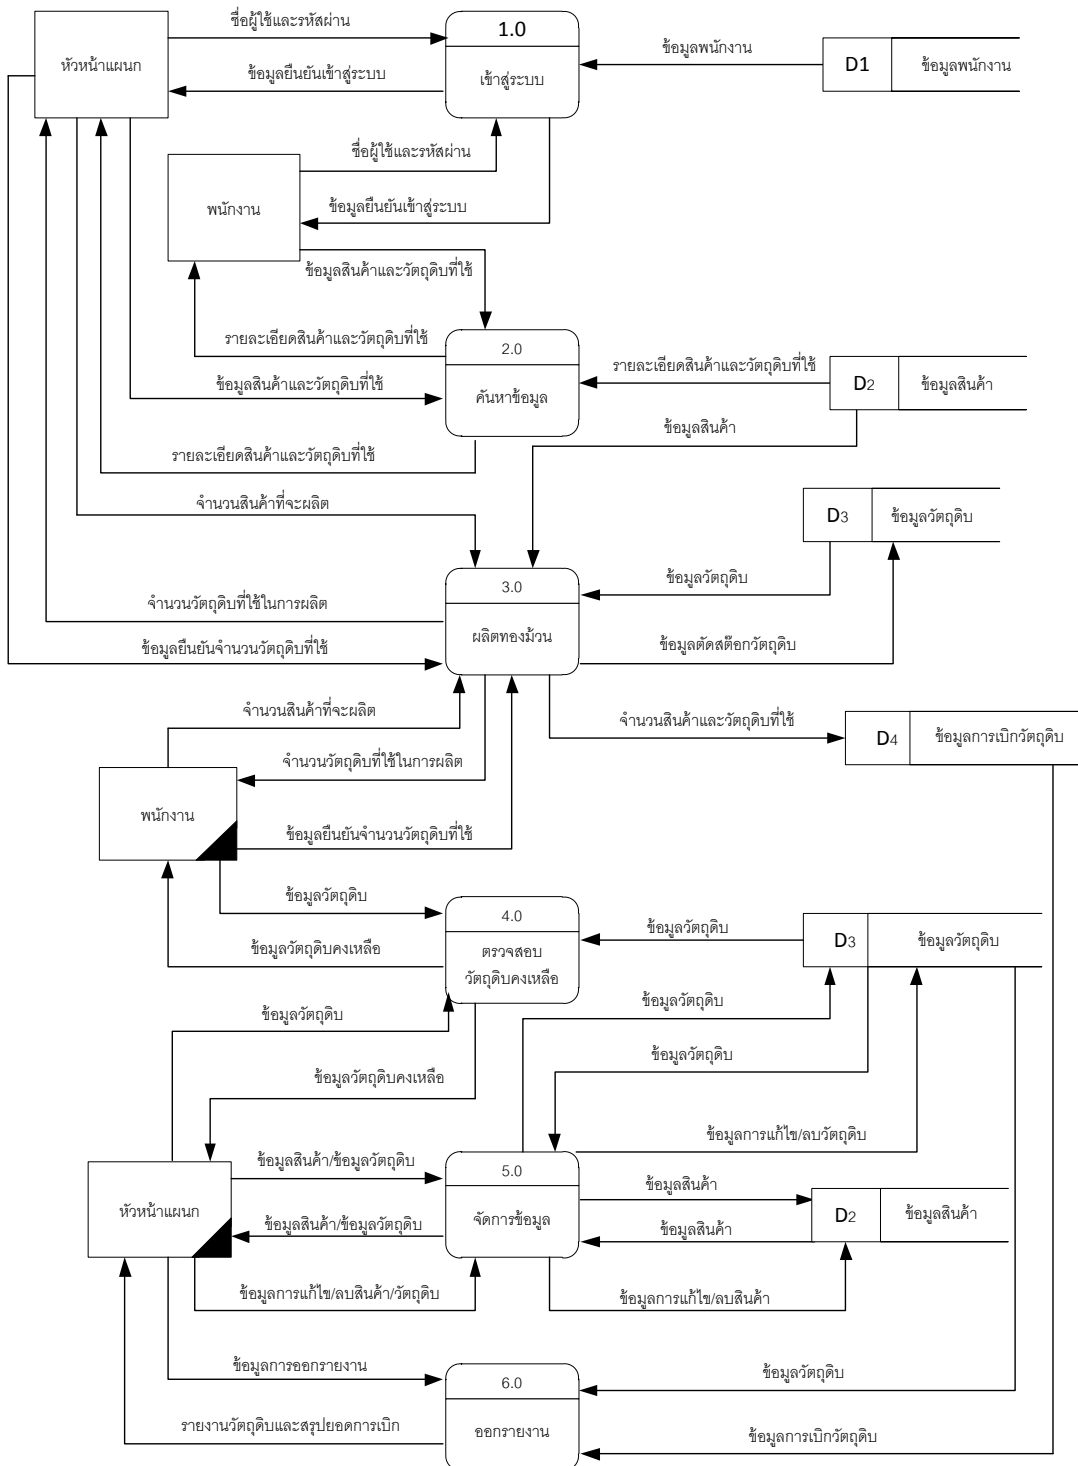 ชื่อผู้ใช้และรหัสผ่าน
1.0
ข้อมูลพนักงาน
หัวหน้าแผนก
ข้อมูลยืนยันเข้าสู่ระบบ
เข้าสู่ระบบ
D1
ข้อมูลพนักงาน
ชื่อผู้ใช้และรหัสผ่าน
พนักงาน
ข้อมูลยืนยันเข้าสู่ระบบ
ข้อมูลสินค้าและวัตถุดิบที่ใช้
รายละเอียดสินค้าและวัตถุดิบที่ใช้
2.0
รายละเอียดสินค้าและวัตถุดิบที่ใช้
ข้อมูลสินค้าและวัตถุดิบที่ใช้
ค้นหาข้อมูล
D2
ข้อมูลสินค้า
ข้อมูลสินค้า
รายละเอียดสินค้าและวัตถุดิบที่ใช้
จำนวนสินค้าที่จะผลิต
D3
ข้อมูลวัตถุดิบ
3.0
ข้อมูลวัตถุดิบ
จำนวนวัตถุดิบที่ใช้ในการผลิต
ผลิตทองม้วน
ข้อมูลยืนยันจำนวนวัตถุดิบที่ใช้
ข้อมูลตัดสต๊อกวัตถุดิบ
จำนวนสินค้าที่จะผลิต
จำนวนสินค้าและวัตถุดิบที่ใช้
D4
ข้อมูลการเบิกวัตถุดิบ
จำนวนวัตถุดิบที่ใช้ในการผลิต
พนักงาน
ข้อมูลยืนยันจำนวนวัตถุดิบที่ใช้
ข้อมูลวัตถุดิบ
4.0
ข้อมูลวัตถุดิบ
D3
ข้อมูลวัตถุดิบ
ข้อมูลวัตถุดิบคงเหลือ
ตรวจสอบ
วัตถุดิบคงเหลือ
ข้อมูลวัตถุดิบ
ข้อมูลวัตถุดิบ
ข้อมูลวัตถุดิบ
ข้อมูลวัตถุดิบคงเหลือ
ข้อมูลการแก้ไข/ลบวัตถุดิบ
ข้อมูลสินค้า/ข้อมูลวัตถุดิบ
5.0
ข้อมูลสินค้า
หัวหน้าแผนก
ข้อมูลสินค้า/ข้อมูลวัตถุดิบ
จัดการข้อมูล
ข้อมูลสินค้า
D2
ข้อมูลสินค้า
ข้อมูลการแก้ไข/ลบสินค้า/วัตถุดิบ
ข้อมูลการแก้ไข/ลบสินค้า
ข้อมูลการออกรายงาน
6.0
ข้อมูลวัตถุดิบ
รายงานวัตถุดิบและสรุปยอดการเบิก
ออกรายงาน
ข้อมูลการเบิกวัตถุดิบ